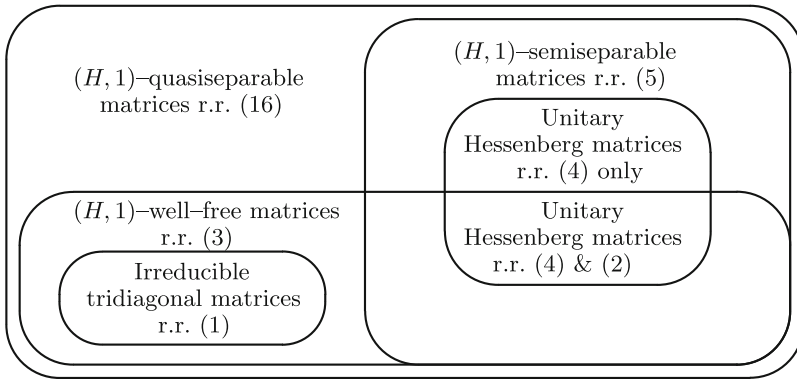 (H, 1)–quasiseparable
matrices r.r. (16)
(H, 1)–semiseparable
matrices r.r. (5)
Unitary
Hessenberg matrices
r.r. (4) only
(H, 1)–well–free matrices
r.r. (3)
Unitary
Hessenberg matrices
r.r. (4) & (2)
Irreducible
tridiagonal matrices
r.r. (1)